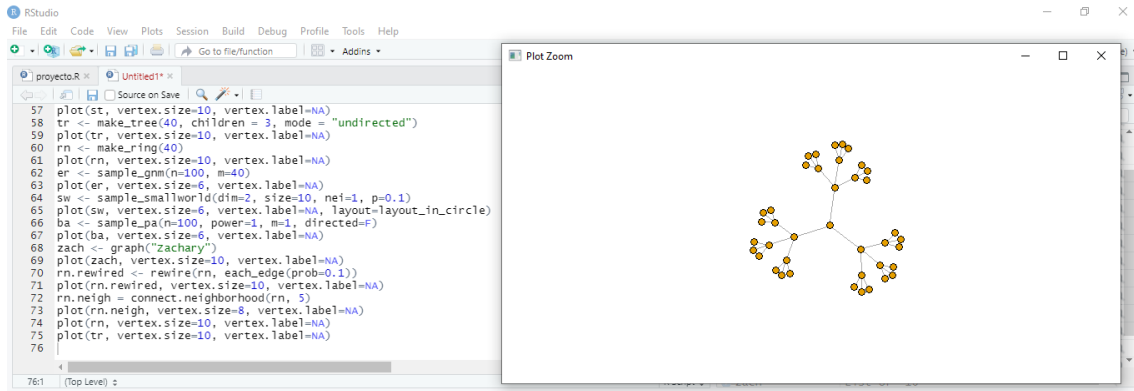 RStudio
File Edit Code View Plots Session Build Debug Profile Tools Help
Go to file/function Addins
Plot Zoom
proyecto.R Untitled1*
Source on Save
57 plot(st, vertex.size=10, vertex.label=NA)
58 tr <- make_tree(40, children = 3, mode = "undirected")
59 plot(tr, vertex.size=10, vertex.label=NA)
60 rn <- make_ring(40)
61 plot(rn, vertex.size=10, vertex.label=NA)
62 er <- sample_gnm(n=100, m=40)
63 plot(er, vertex.size=6, vertex.label=NA)
64 sw <- sample_smallworld(dim=2, size=10, nei=1, p=0.1)
65 plot(sw, vertex.size=6, vertex.label=NA, layout=layout_in_circle)
66 ba <- sample_pa(n=100, power=1, m=1, directed=F)
67 plot(ba, vertex.size=6, vertex.label=NA)
68 zach <- graph("Zachary")
69 plot(zach, vertex.size=10, vertex.label=NA)
70 rn.rewired <- rewire(rn, each_edge(prob=0.1))
71 plot(rn.rewired, vertex.size=10, vertex.label=NA)
72 rn.neigh = connect.neighborhood(rn, 5)
73 plot(rn.neigh, vertex.size=8, vertex.label=NA)
74 plot(rn, vertex.size=10, vertex.label=NA)
75 plot(tr, vertex.size=10, vertex.label=NA)
76
76:1 (Top Level)